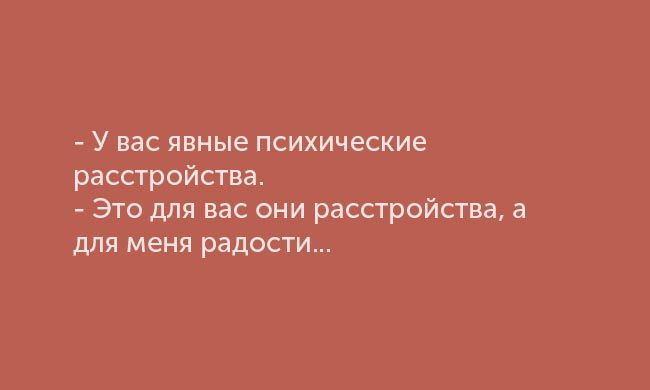 - У вас явные психические
расстройства.
- Это для вас они расстройства, а
для меня радости...